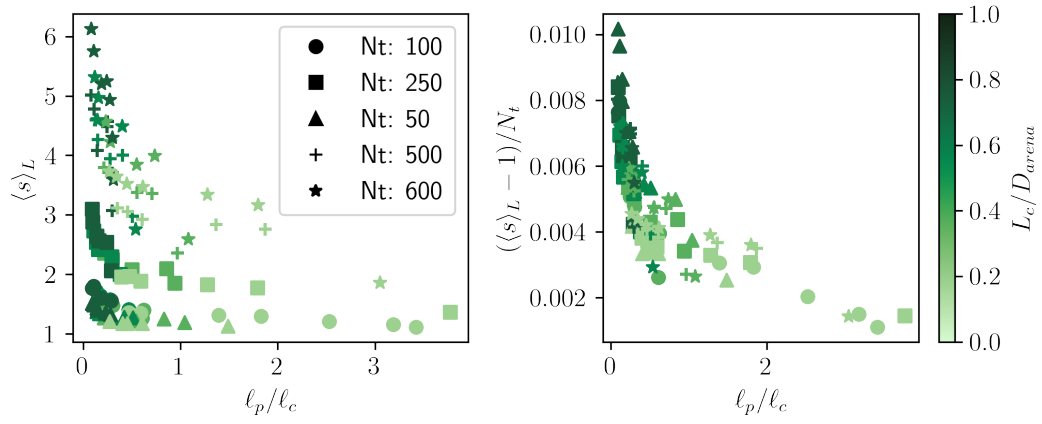 6
5
4
3
2
1
⟨s⟩_L
0 1 2 3
ℓ_p/ℓ_c
Nt: 100
Nt: 250
Nt: 50
Nt: 500
Nt: 600
0.010
0.008
0.006
0.004
0.002
(⟨s⟩_L − 1)/N_t
0 2
ℓ_p/ℓ_c
1.0
0.8
0.6
0.4
0.2
0.0
L_c/D_arena